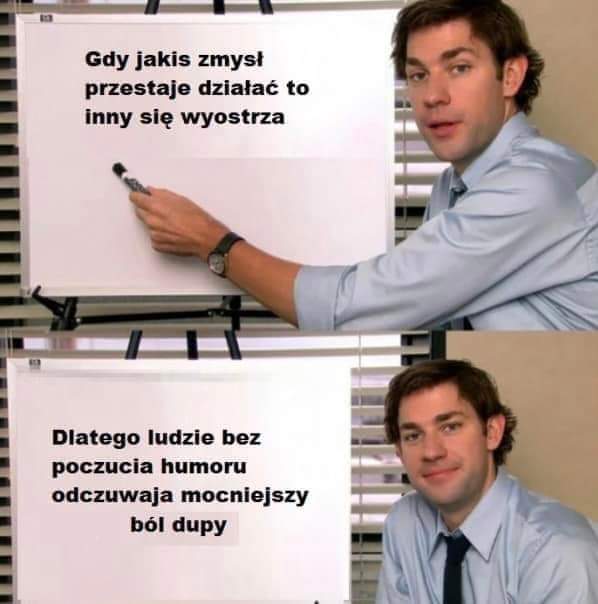 Gdy jakis zmysł
przestaje działać to
inny się wyostrza
Dlatego ludzie bez
poczucia humoru
odczuwaja mocniejszy
ból dupy